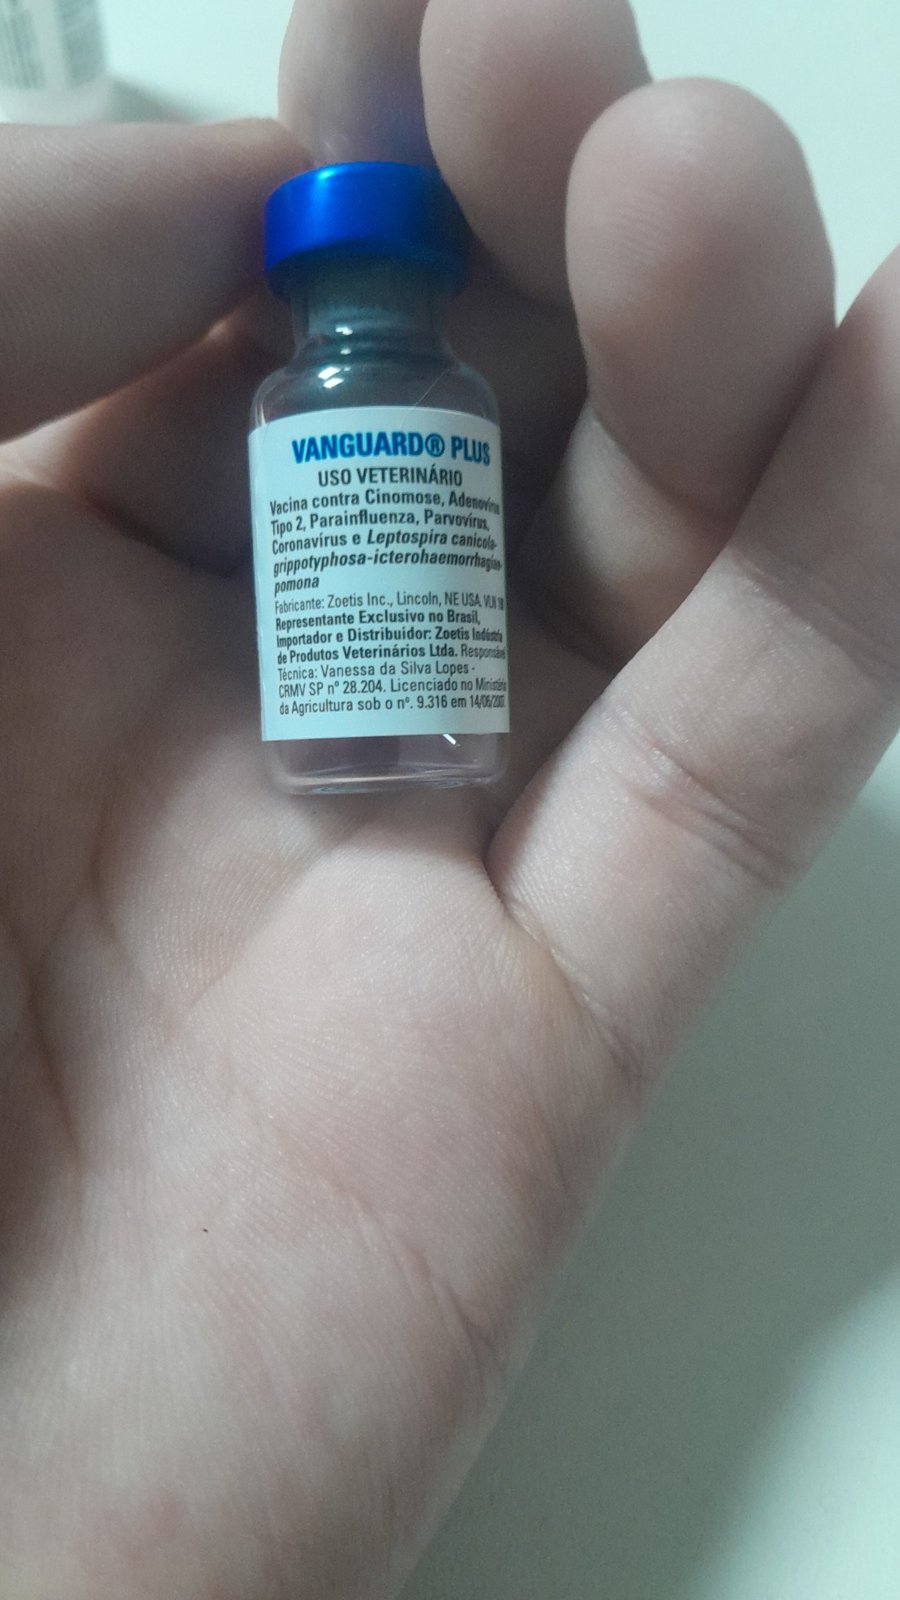 VANGUARD® PLUS
USO VETERINÁRIO
Vacina contra Cinomose, Adenovírus
Tipo 2, Parainfluenza, Parvovírus,
Coronavírus e Leptospira canicola-
grippotyphosa-icterohaemorrhagiae-
pomona
Fabricante: Zoetis Inc., Lincoln, NE USA, VLN
Representante Exclusivo no Brasil,
Importador e Distribuidor: Zoetis Indústria
de Produtos Veterinários Ltda. Responsável
Técnica: Vanessa da Silva Lopes -
CRMV SP nº 28.204. Licenciado no Ministério
da Agricultura sob o nº. 9.316 em